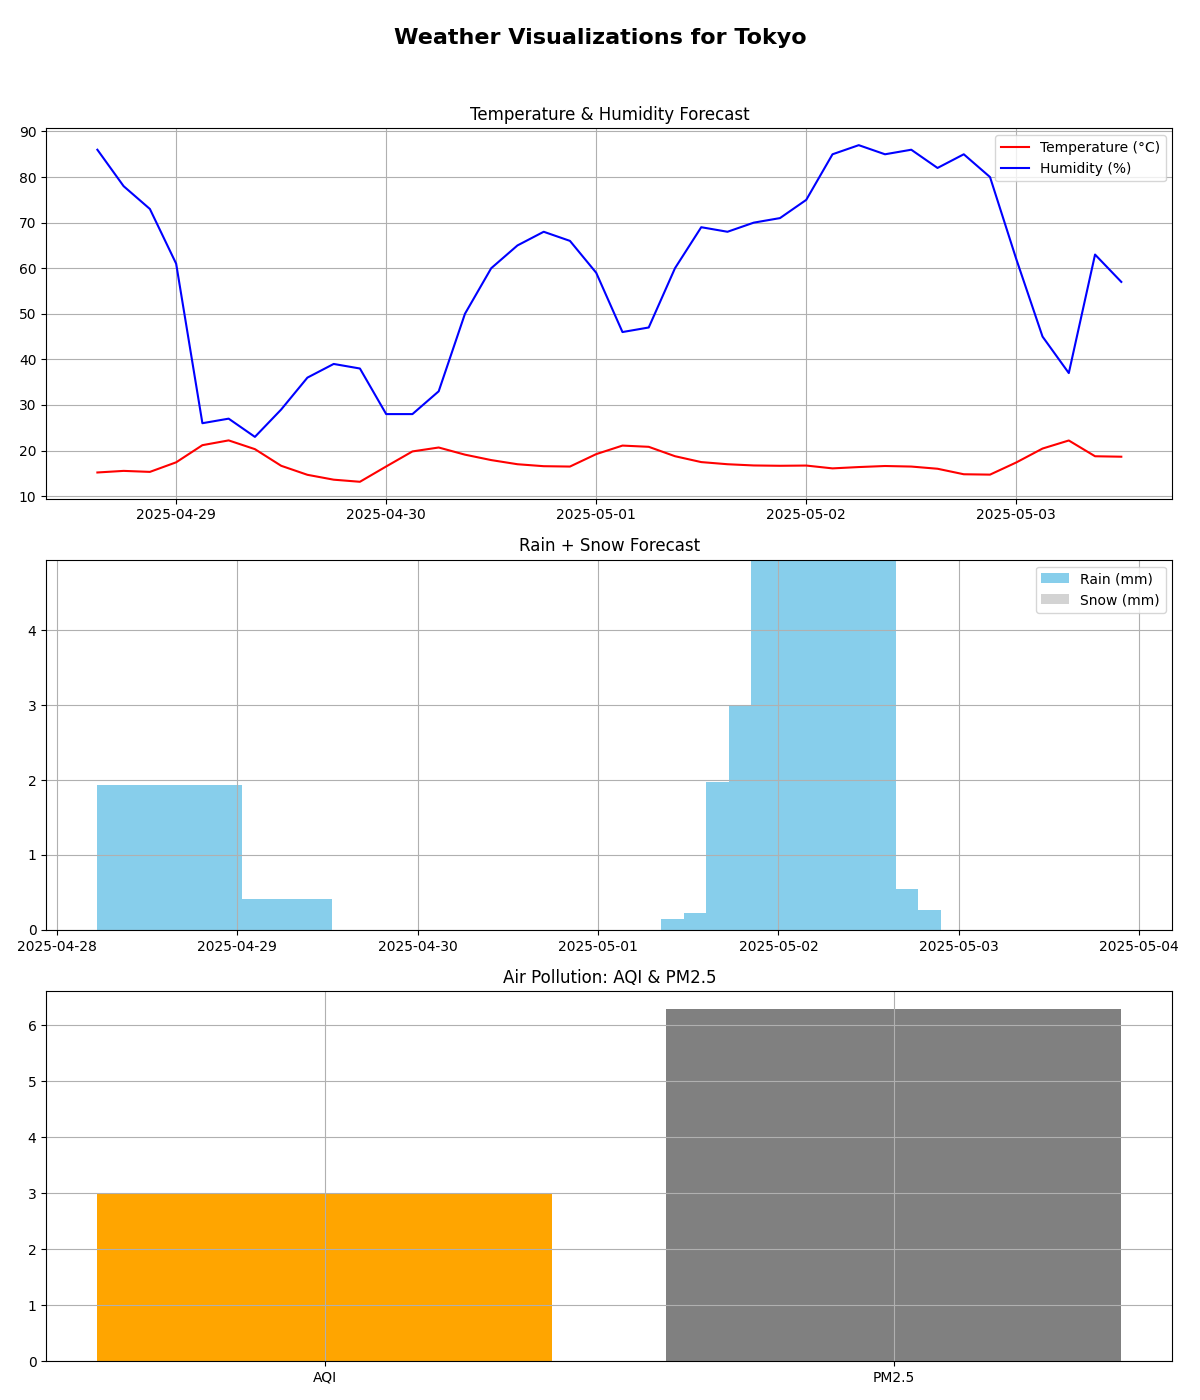 Weather Visualizations for Tokyo
Temperature & Humidity Forecast
90
80
70
60
50
40
30
20
10
Temperature (°C)
Humidity (%)
2025-04-29 2025-04-30 2025-05-01 2025-05-02 2025-05-03
Rain + Snow Forecast
4
3
2
1
0
Rain (mm)
Snow (mm)
2025-04-28 2025-04-29 2025-04-30 2025-05-01 2025-05-02 2025-05-03 2025-05-04
Air Pollution: AQI & PM2.5
6
5
4
3
2
1
0
AQI PM2.5